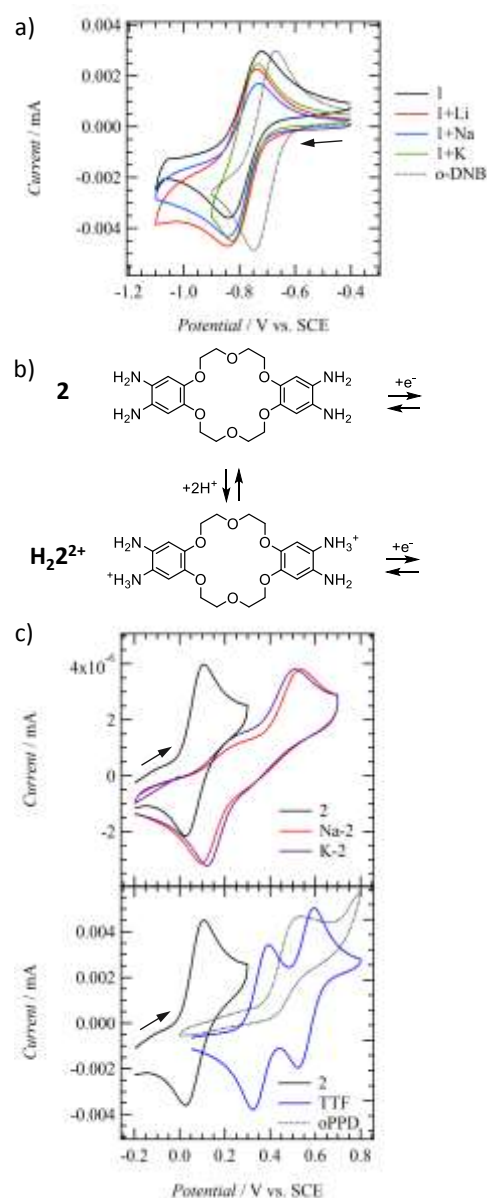 a)
0.004
0.002
0.000
-0.002
-0.004
Current / mA
1
1+Li
1+Na
1+K
o-DNB
-1.2
-1.0
-0.8
-0.6
-0.4
Potential / V vs. SCE
b)
2
H₂N
H₂N
O
O
O
O
O
O
NH₂
NH₂
+e⁻
+2H⁺
H₂2²⁺
H₂N
⁺H₃N
O
O
O
O
O
O
NH₃⁺
NH₂
+e⁻
c)
4x10⁻⁶
2
0
-2
Current / mA
2
Na-2
K-2
0.004
0.002
0.000
-0.002
-0.004
Current / mA
2
TTF
oPPD
-0.2
0.0
0.2
0.4
0.6
0.8
Potential / V vs. SCE